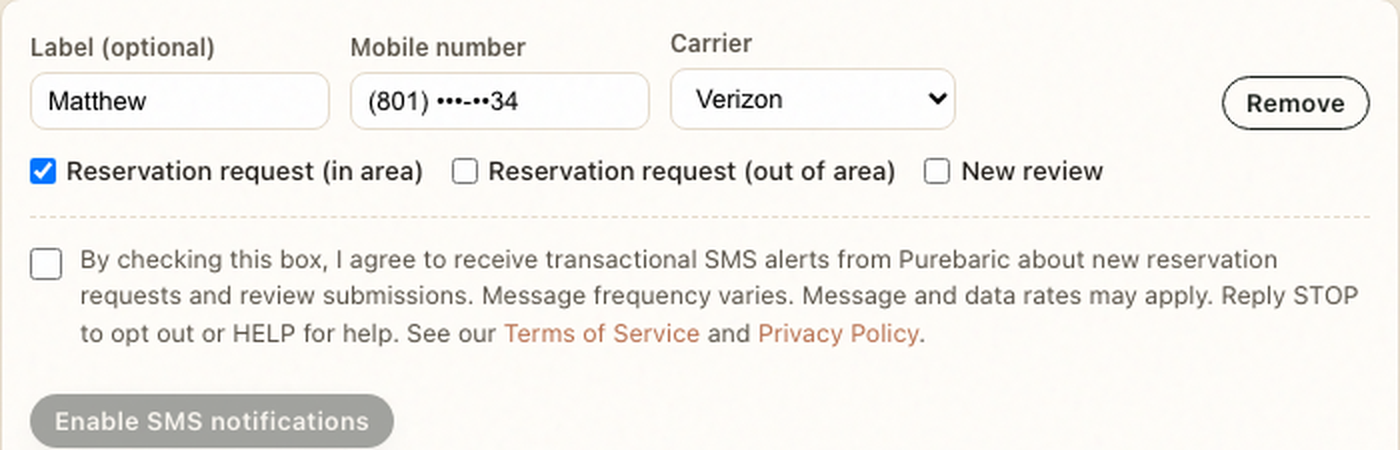 Label (optional)
Mobile number
Carrier
Matthew
(801) •••-••34
Verizon
Remove
Reservation request (in area)
Reservation request (out of area)
New review
By checking this box, I agree to receive transactional SMS alerts from Purebaric about new reservation
requests and review submissions. Message frequency varies. Message and data rates may apply. Reply STOP
to opt out or HELP for help. See our Terms of Service and Privacy Policy.
Enable SMS notifications